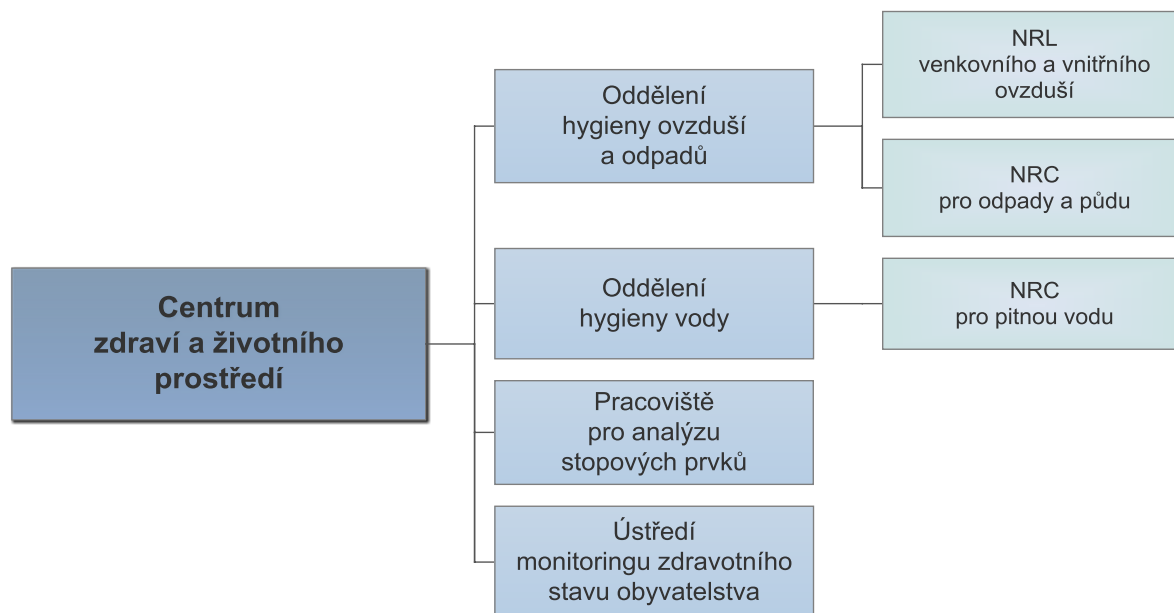 Centrum
zdraví a životního
prostředí
Oddělení
hygieny ovzduší
a odpadů
NRL
venkovního a vnitřního
ovzduší
NRC
pro odpady a půdu
Oddělení
hygieny vody
NRC
pro pitnou vodu
Pracoviště
pro analýzu
stopových prvků
Ústředí
monitoringu zdravotního
stavu obyvatelstva